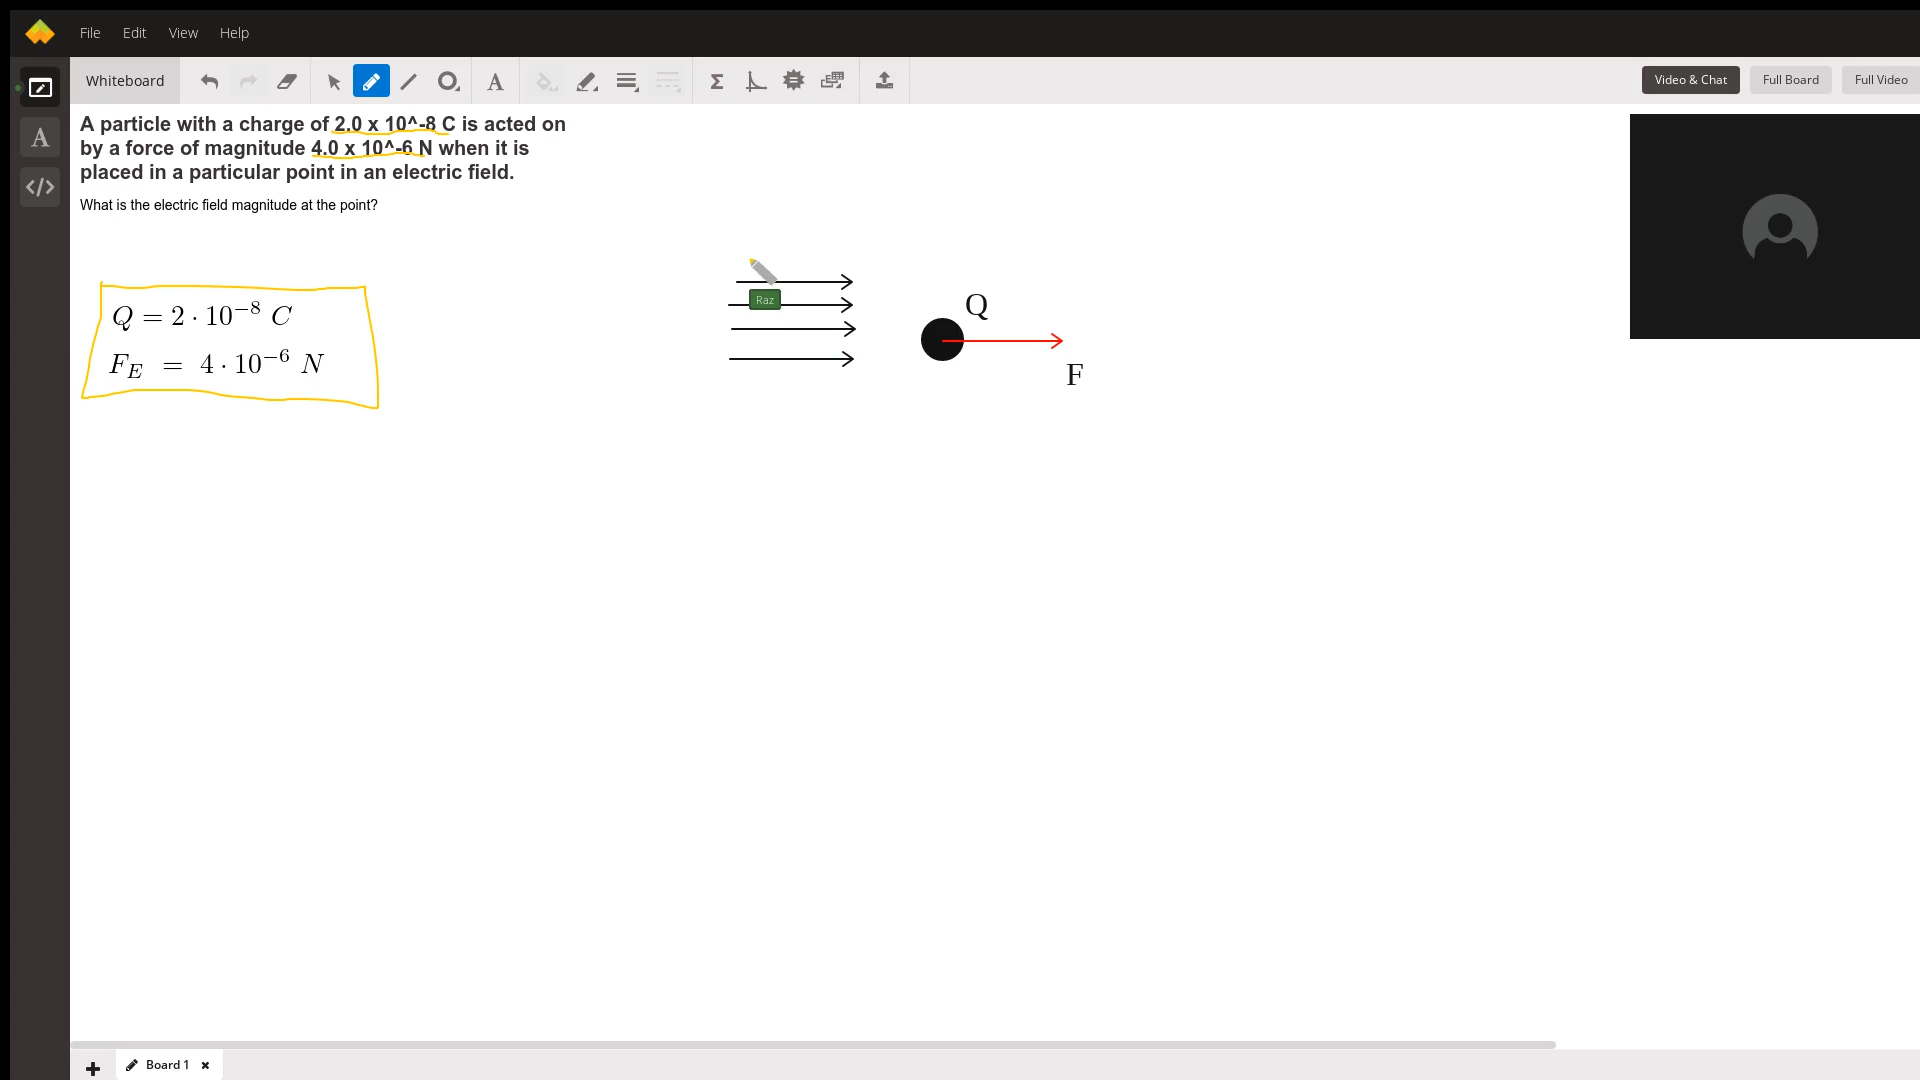 File Edit View Help
Whiteboard
Video & Chat Full Board Full Video
A particle with a charge of 2.0 x 10^-8 C is acted on
by a force of magnitude 4.0 x 10^-6 N when it is
placed in a particular point in an electric field.
What is the electric field magnitude at the point?
Raz
Q = 2 · 10⁻⁸ C
Q
F_E = 4 · 10⁻⁶ N
F
Board 1